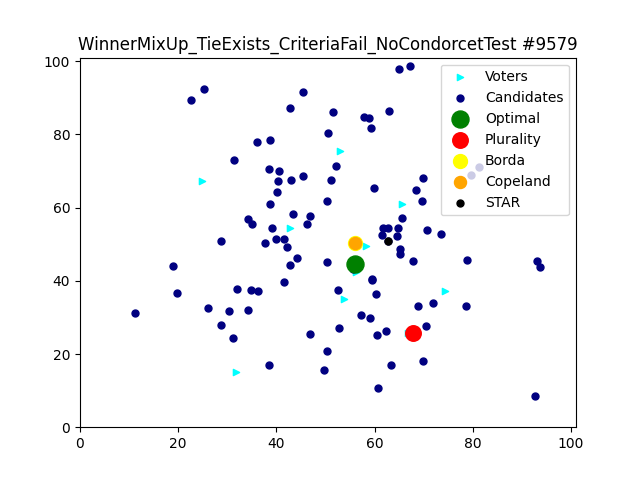 WinnerMixUp_TieExists_CriteriaFail_NoCondorcetTest #9579
100
80
60
40
20
0
0 20 40 60 80 100
Voters
Candidates
Optimal
Plurality
Borda
Copeland
STAR